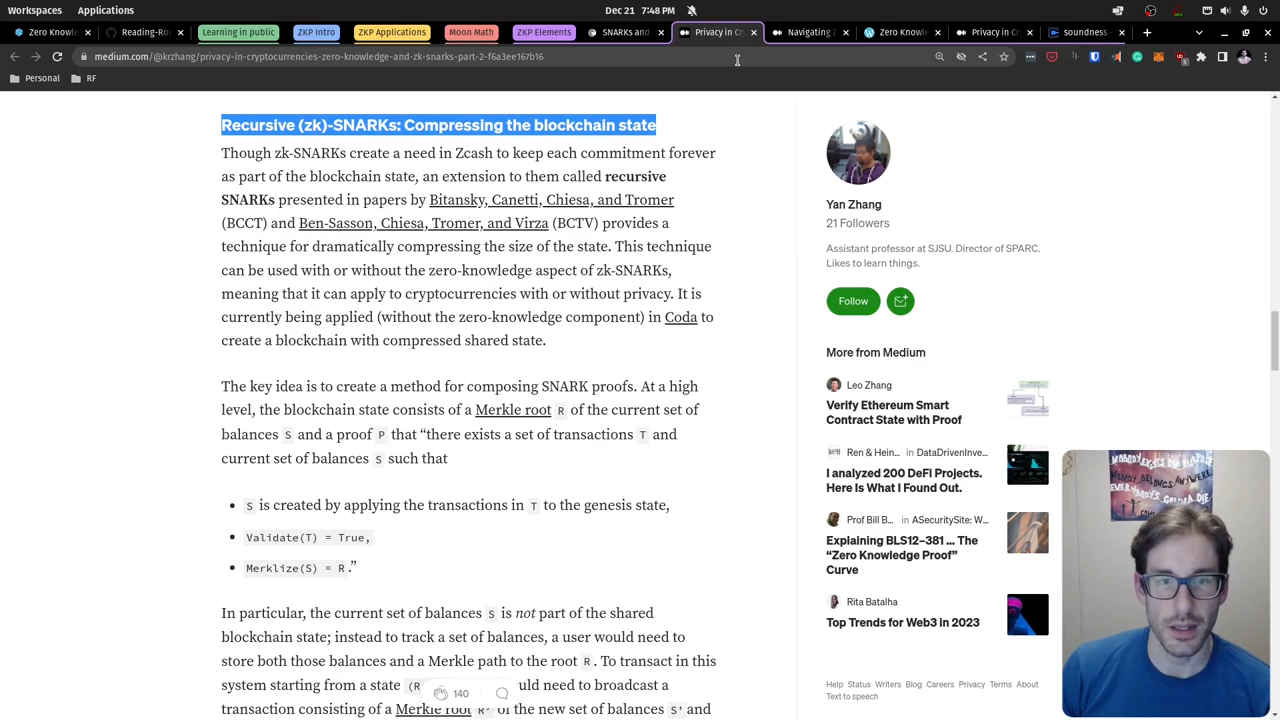 Workspaces Applications Dec 21 7:48 PM
Zero Knowle
Reading-Ro
Learning in public
ZKP Intro
ZKP Applications
Moon Math
ZKP Elements
SNARKs and
Privacy in Cr
Navigating
Zero Knowle
Privacy in Cr
soundness
medium.com/@krzhang/privacy-in-cryptocurrencies-zero-knowledge-and-zk-snarks-part-2-f6a3ee167b16
Personal RF
Recursive (zk)-SNARKs: Compressing the blockchain state
Though zk-SNARKs create a need in Zcash to keep each commitment forever
as part of the blockchain state, an extension to them called recursive
SNARKs presented in papers by Bitansky, Canetti, Chiesa, and Tromer
(BCCT) and Ben-Sasson, Chiesa, Tromer, and Virza (BCTV) provides a
technique for dramatically compressing the size of the state. This technique
can be used with or without the zero-knowledge aspect of zk-SNARKs,
meaning that it can apply to cryptocurrencies with or without privacy. It is
currently being applied (without the zero-knowledge component) in Coda to
create a blockchain with compressed shared state.
The key idea is to create a method for composing SNARK proofs. At a high
level, the blockchain state consists of a Merkle root R of the current set of
balances S and a proof P that “there exists a set of transactions T and
current set of balances S such that
• S is created by applying the transactions in T to the genesis state,
• Validate(T) = True,
• Merklize(S) = R.”
In particular, the current set of balances S is not part of the shared
blockchain state; instead to track a set of balances, a user would need to
store both those balances and a Merkle path to the root R. To transact in this
system starting from a state (R uld need to broadcast a
transaction consisting of a Merkle root R’ of the new set of balances S’ and
140
Yan Zhang
21 Followers
Assistant professor at SJSU. Director of SPARC.
Likes to learn things.
Follow
More from Medium
Leo Zhang
Verify Ethereum Smart
Contract State with Proof
Ren & Hein... in DataDrivenInve...
I analyzed 200 DeFi Projects.
Here Is What I Found Out.
Prof Bill B... in ASecuritySite: W...
Explaining BLS12–381 ... The
“Zero Knowledge Proof”
Curve
Rita Batalha
Top Trends for Web3 in 2023
Help Status Writers Blog Careers Privacy Terms About
Text to speech
NOBODY EXISTS ON PURPOSE
NOBODY BELONGS ANYWHERE
EVERYBODY'S GONNA DIE